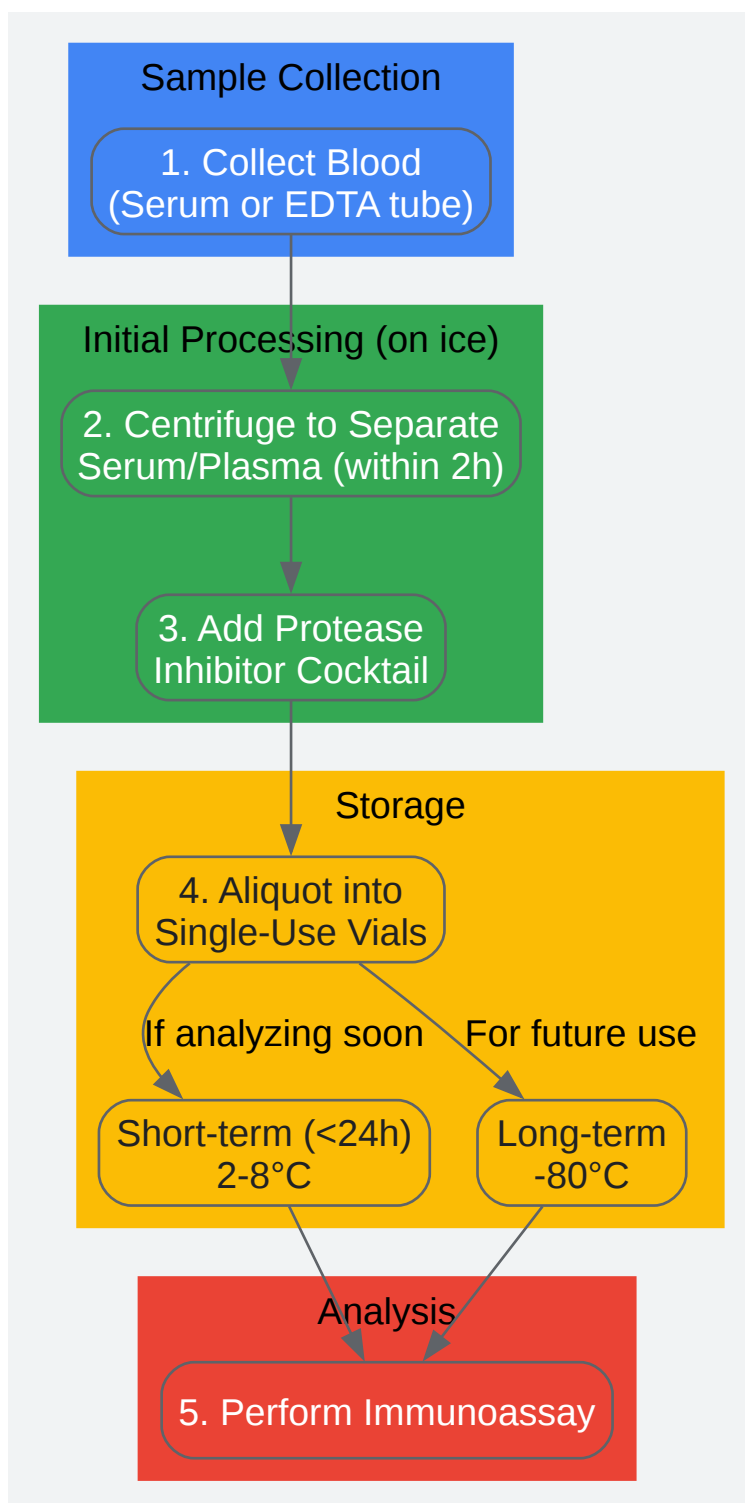 Sample Collection
1. Collect Blood
(Serum or EDTA tube)
Initial Processing (on ice)
2. Centrifuge to Separate
Serum/Plasma (within 2h)
3. Add Protease
Inhibitor Cocktail
Storage
4. Aliquot into
Single-Use Vials
If analyzing soon
For future use
Short-term (<24h)
2-8°C
Long-term
-80°C
Analysis
5. Perform Immunoassay